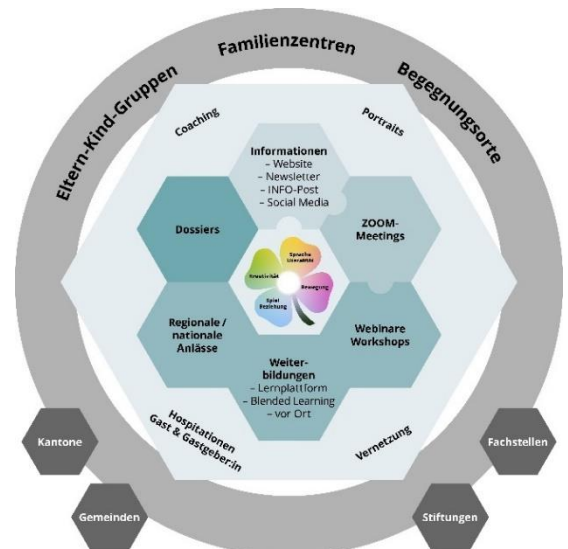 Familienzentren
Eltern-Kind-Gruppen
Begegnungsorte
Coaching
Portraits
Informationen
– Website
– Newsletter
– INFO-Post
– Social Media
Dossiers
ZOOM-
Meetings
Sprache
Literalität
Kreativität
Bewegung
Spiel
Beziehung
Regionale /
nationale
Anlässe
Webinare
Workshops
Weiter-
bildungen
– Lernplattform
– Blended Learning
– vor Ort
Hospitationen
Gast & Gastgeber:in
Vernetzung
Kantone
Fachstellen
Gemeinden
Stiftungen